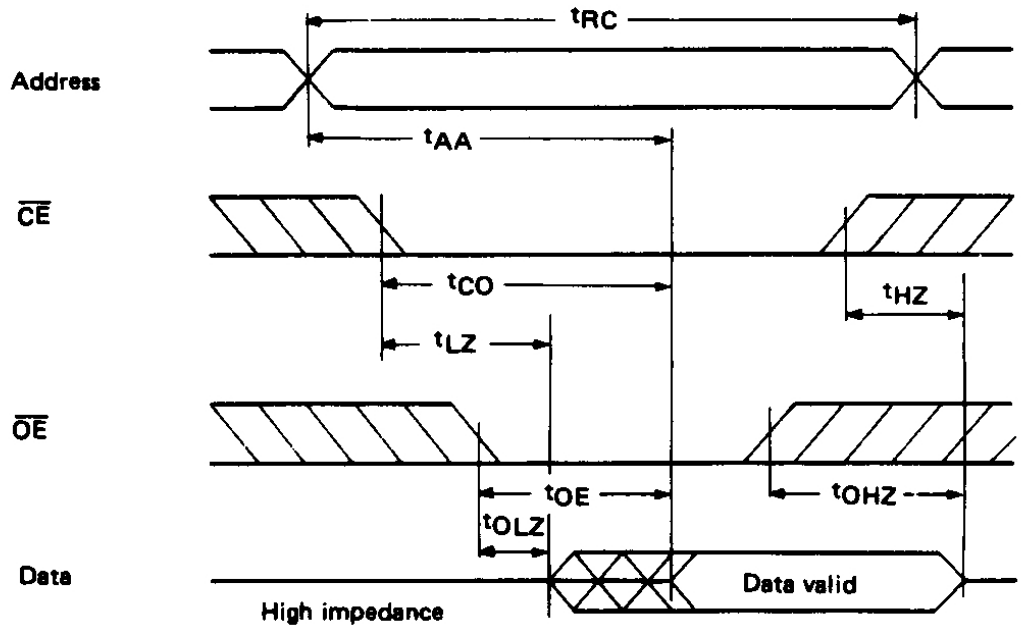 tRC
Address
tAA
CE
tCO
tHZ
tLZ
OE
tOE
tOHZ
tOLZ
Data
Data valid
High impedance